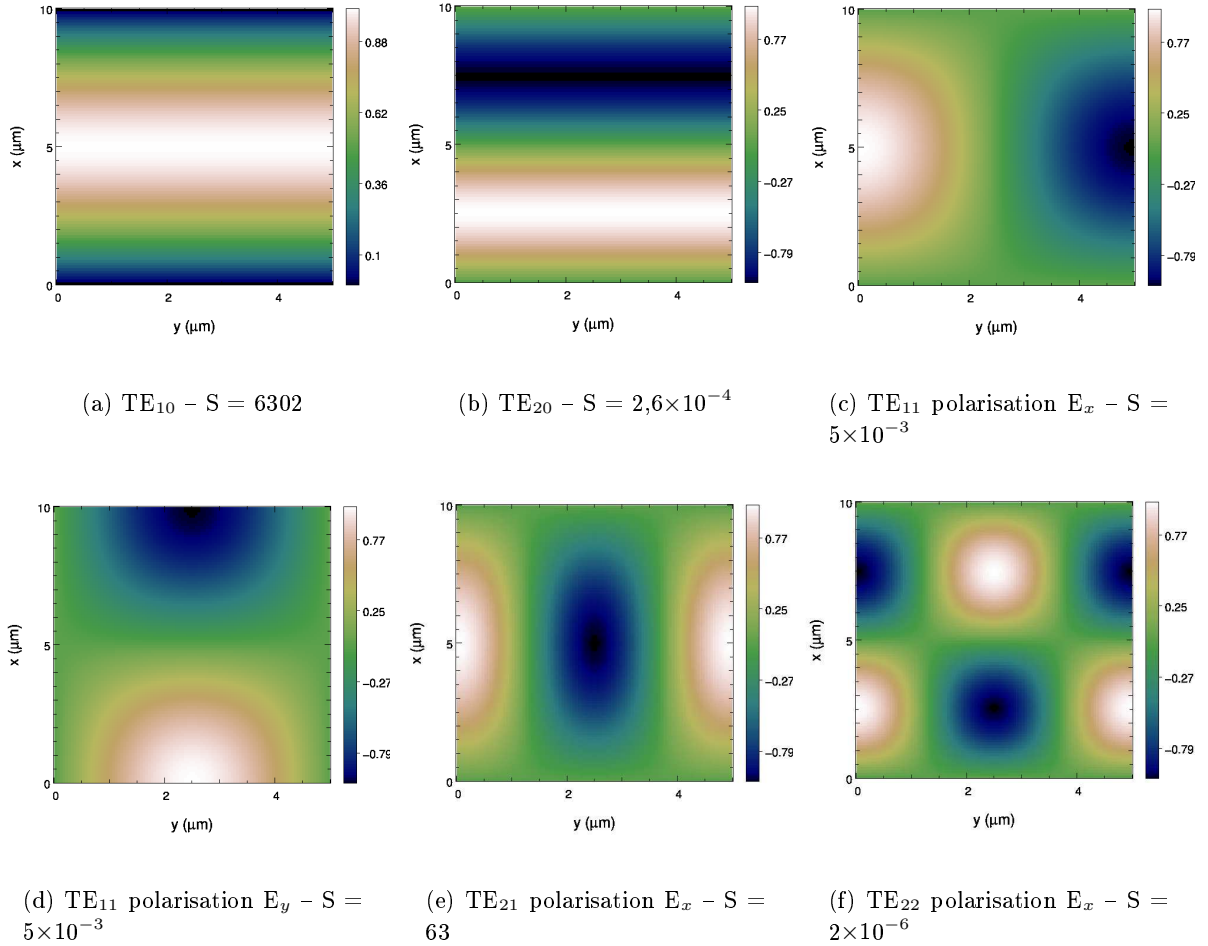 10
5
0
x (μm)
0 2 4
y (μm)
0.88
0.62
0.36
0.1
(a) TE₁₀ – S = 6302
10
5
0
x (μm)
0 2 4
y (μm)
0.77
0.25
−0.27
−0.79
(b) TE₂₀ – S = 2,6×10⁻⁴
10
5
0
x (μm)
0 2 4
y (μm)
0.77
0.25
−0.27
−0.79
(c) TE₁₁ polarisation Eₓ – S =
5×10⁻³
10
5
0
x (μm)
0 2 4
y (μm)
0.77
0.25
−0.27
−0.79
(d) TE₁₁ polarisation E_y – S =
5×10⁻³
10
5
0
x (μm)
0 2 4
y (μm)
0.77
0.25
−0.27
−0.79
(e) TE₂₁ polarisation Eₓ – S =
63
10
5
0
x (μm)
0 2 4
y (μm)
0.77
0.25
−0.27
−0.79
(f) TE₂₂ polarisation Eₓ – S =
2×10⁻⁶